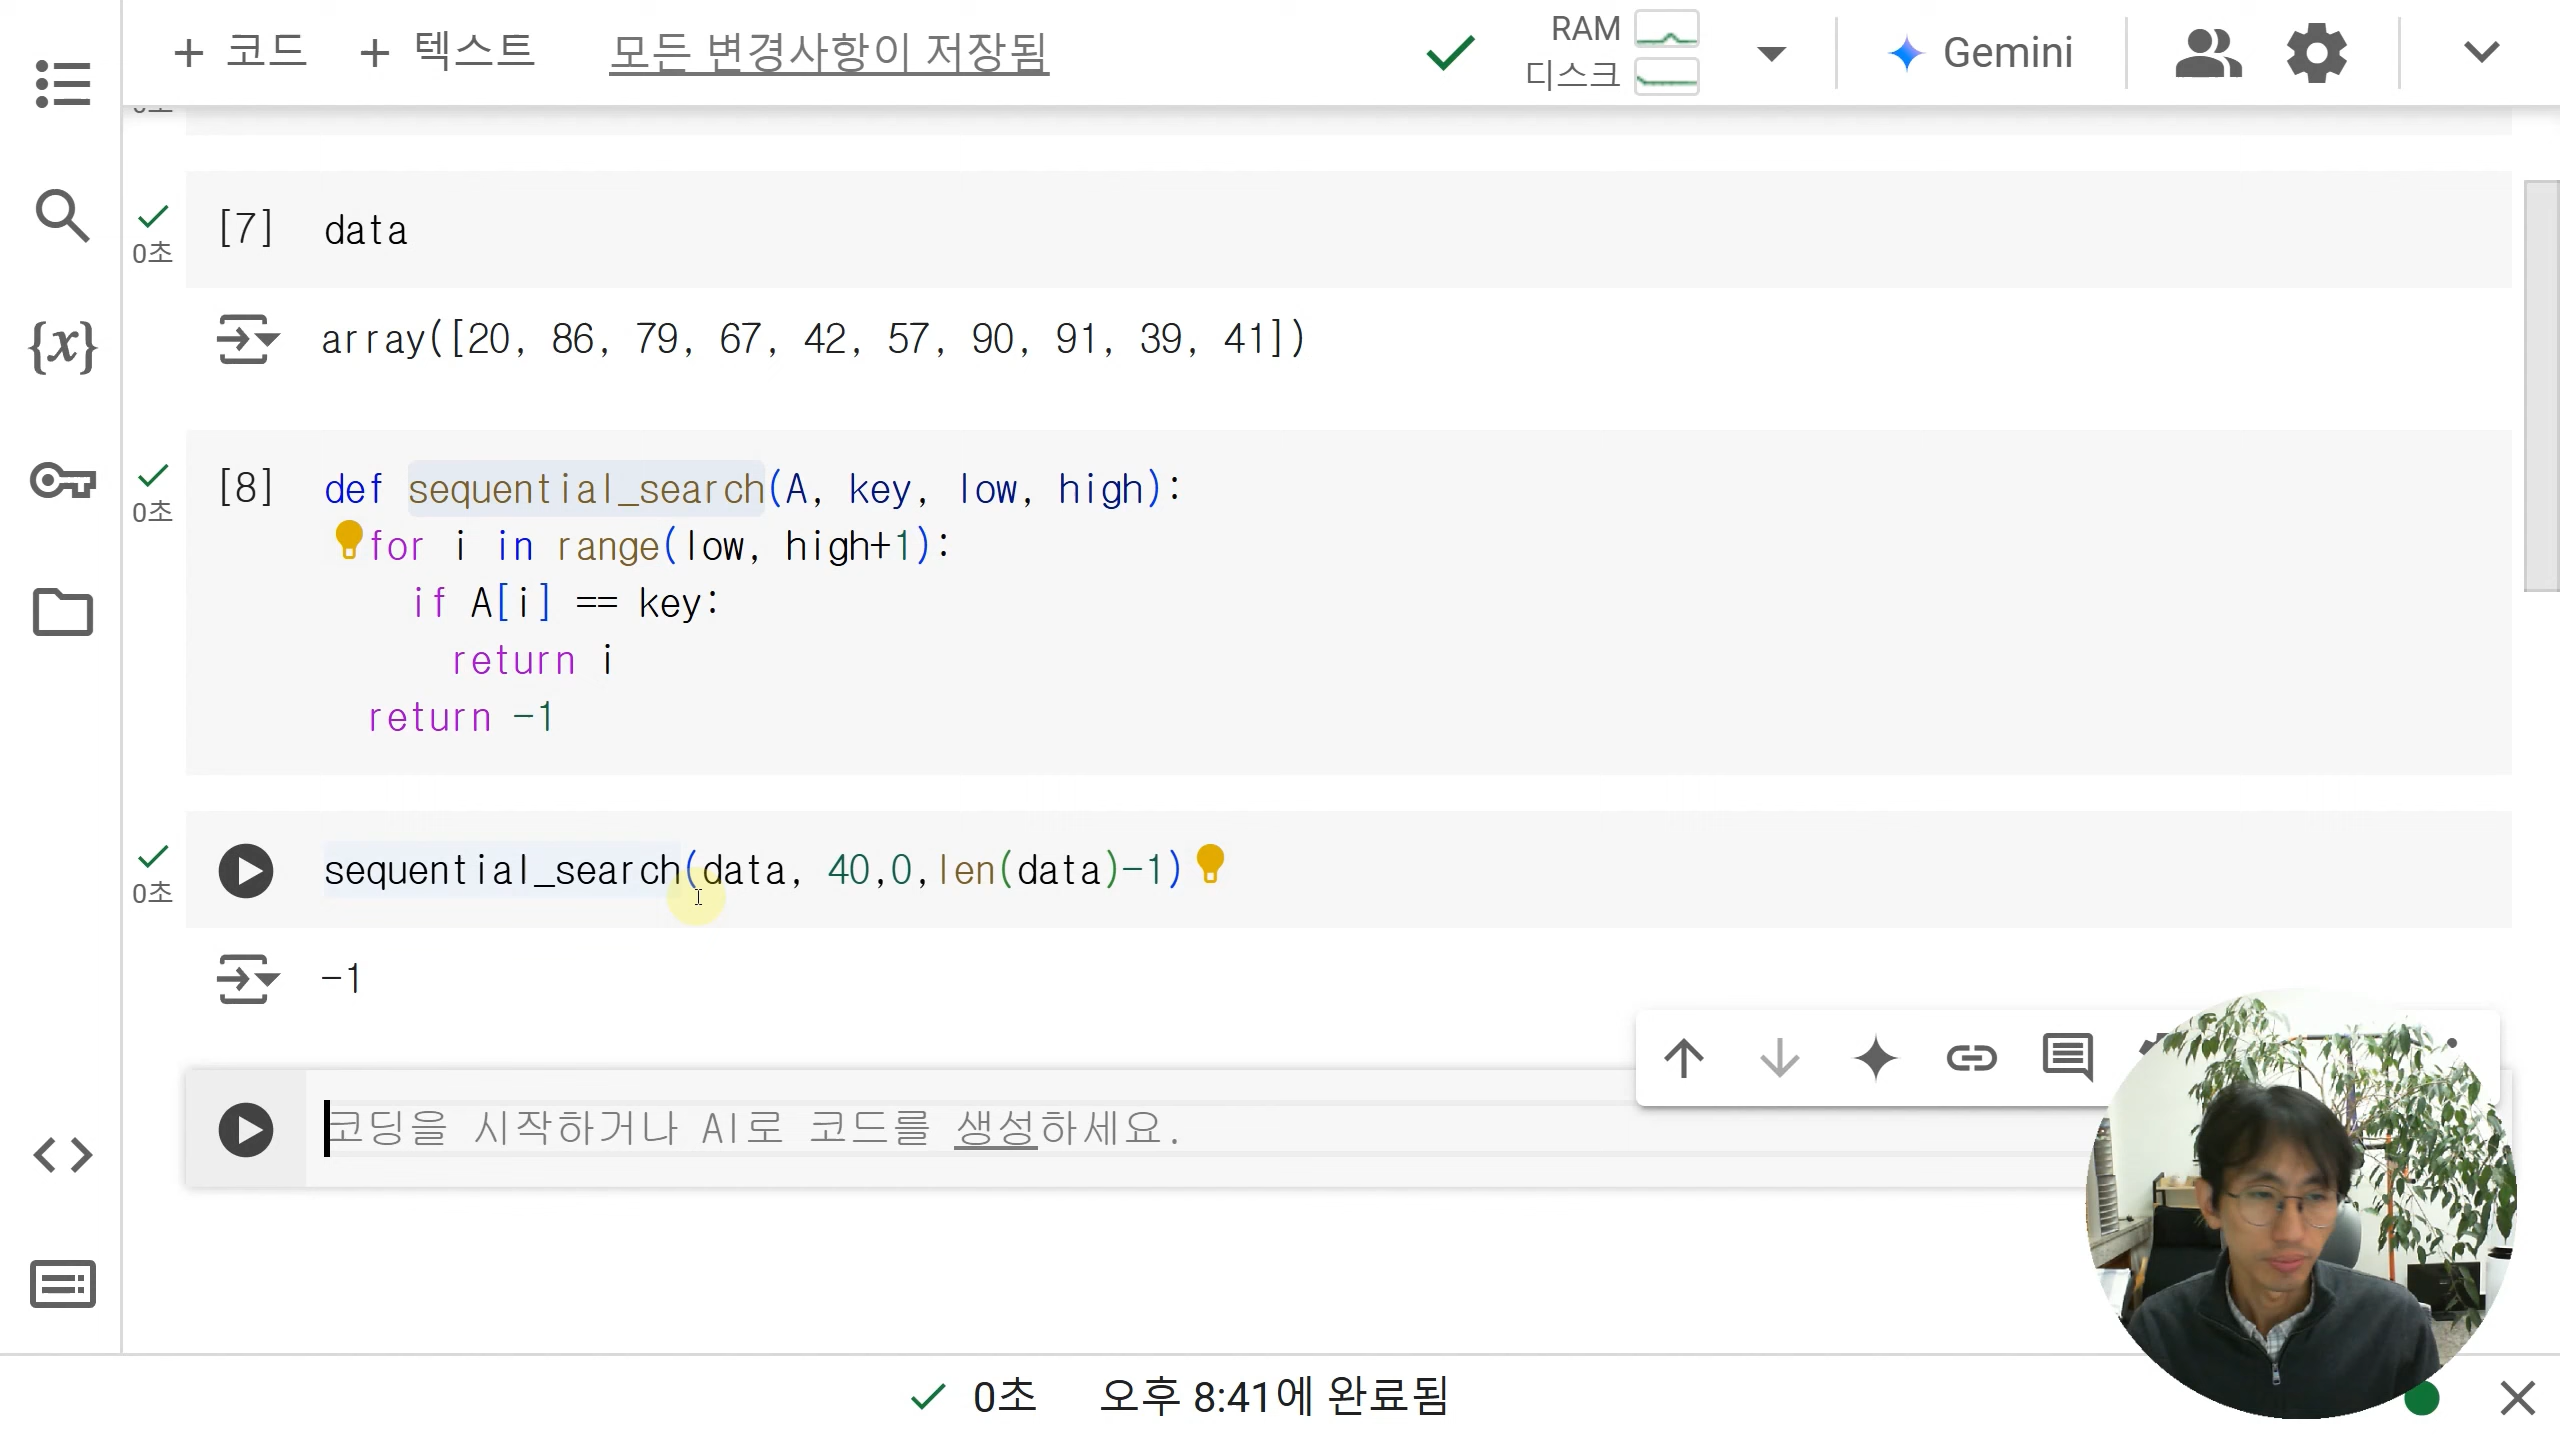 + 코드 + 텍스트 모든 변경사항이 저장됨 RAM 디스크 Gemini
0초
[7] data
0초
array([20, 86, 79, 67, 42, 57, 90, 91, 39, 41])
[8] def sequential_search(A, key, low, high):
0초
for i in range(low, high+1):
if A[i] == key:
return i
return -1
sequential_search(data, 40,0,len(data)-1)
0초
-1
코딩을 시작하거나 AI로 코드를 생성하세요.
0초 오후 8:41에 완료됨
{x}